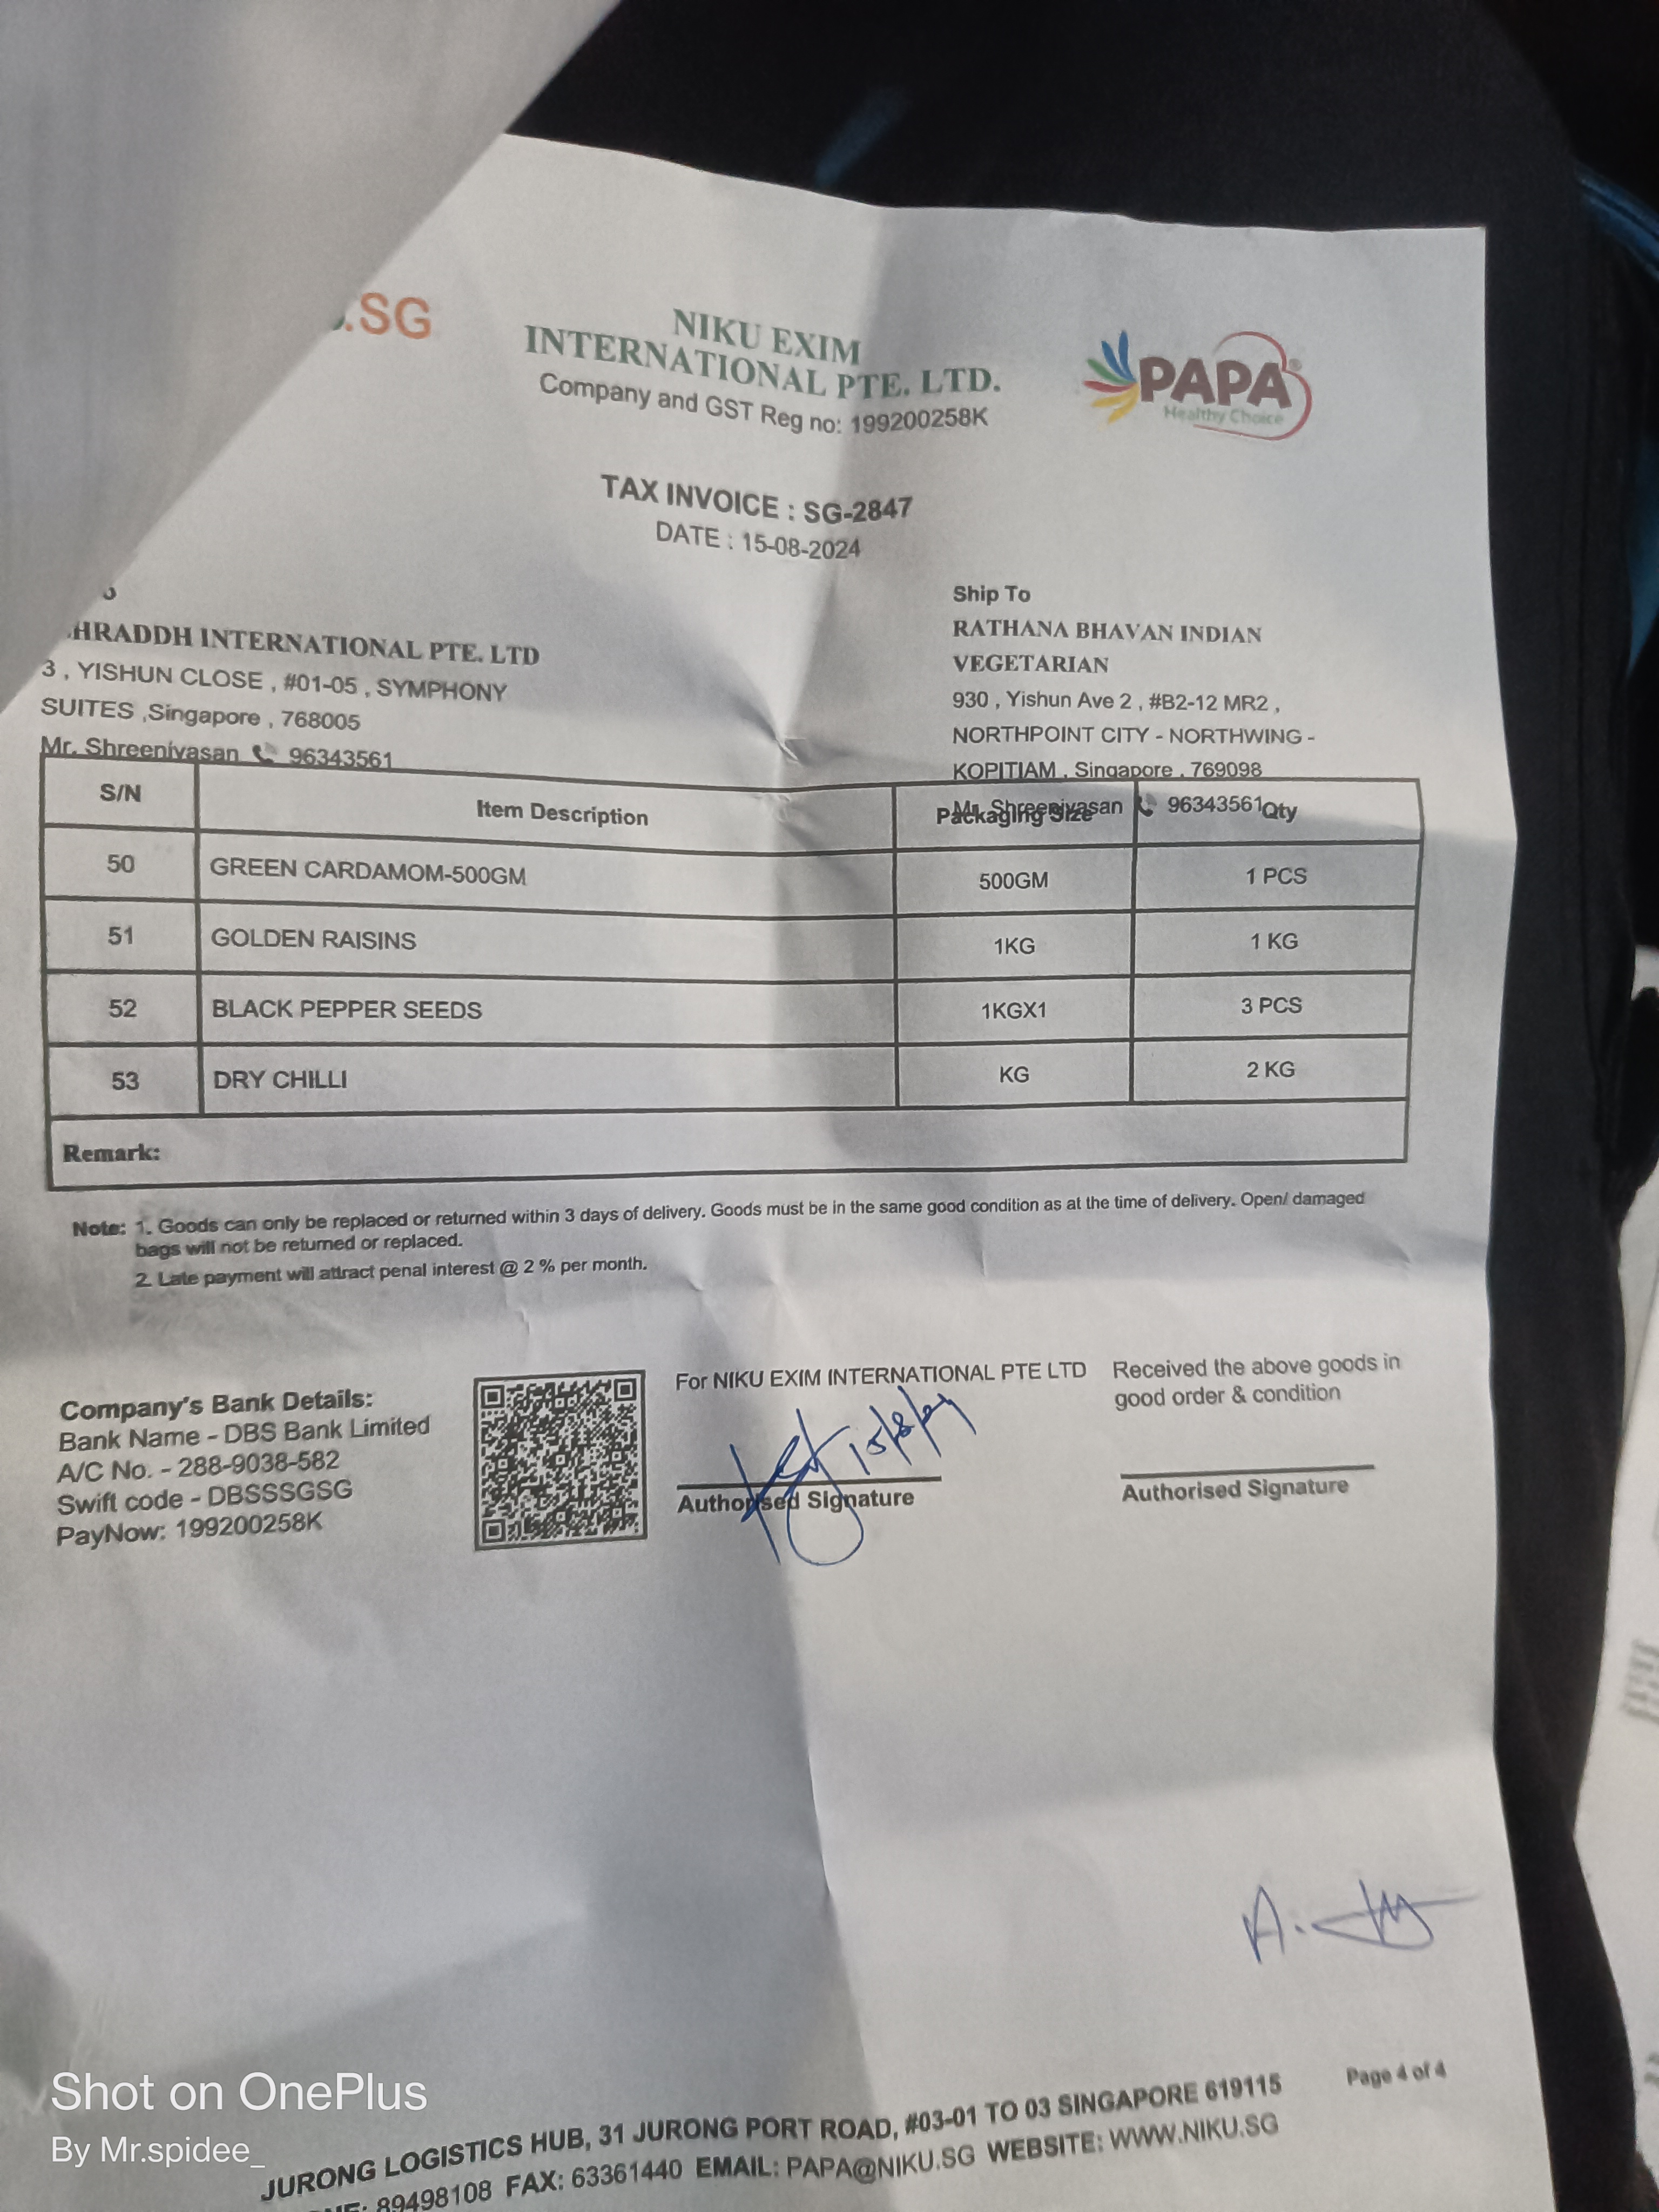 .SG
NIKU EXIM
INTERNATIONAL PTE. LTD.
Company and GST Reg no: 199200258K
PAPA®
Healthy Choice
TAX INVOICE : SG-2847
DATE : 15-08-2024
HRADDH INTERNATIONAL PTE. LTD
3 , YISHUN CLOSE , #01-05 , SYMPHONY
SUITES ,Singapore , 768005
Mr. Shreenivasan 96343561
Ship To
RATHANA BHAVAN INDIAN
VEGETARIAN
930 , Yishun Ave 2 , #B2-12 MR2 ,
NORTHPOINT CITY - NORTHWING -
KOPITIAM , Singapore , 769098
Mr. Shreenivasan 96343561
S/N Item Description Packaging Size Qty
50 GREEN CARDAMOM-500GM 500GM 1 PCS
51 GOLDEN RAISINS 1KG 1 KG
52 BLACK PEPPER SEEDS 1KGX1 3 PCS
53 DRY CHILLI KG 2 KG
Remark:
Note: 1. Goods can only be replaced or returned within 3 days of delivery. Goods must be in the same good condition as at the time of delivery. Open/ damaged
bags will not be returned or replaced.
2. Late payment will attract penal interest @ 2 % per month.
Company's Bank Details:
Bank Name - DBS Bank Limited
A/C No. - 288-9038-582
Swift code - DBSSSGSG
PayNow: 199200258K
For NIKU EXIM INTERNATIONAL PTE LTD
15/8/24
Authorised Signature
Received the above goods in
good order & condition
Authorised Signature
Page 4 of 4
JURONG LOGISTICS HUB, 31 JURONG PORT ROAD, #03-01 TO 03 SINGAPORE 619115
89498108 FAX: 63361440 EMAIL: PAPA@NIKU.SG WEBSITE: WWW.NIKU.SG
Shot on OnePlus
By Mr.spidee_